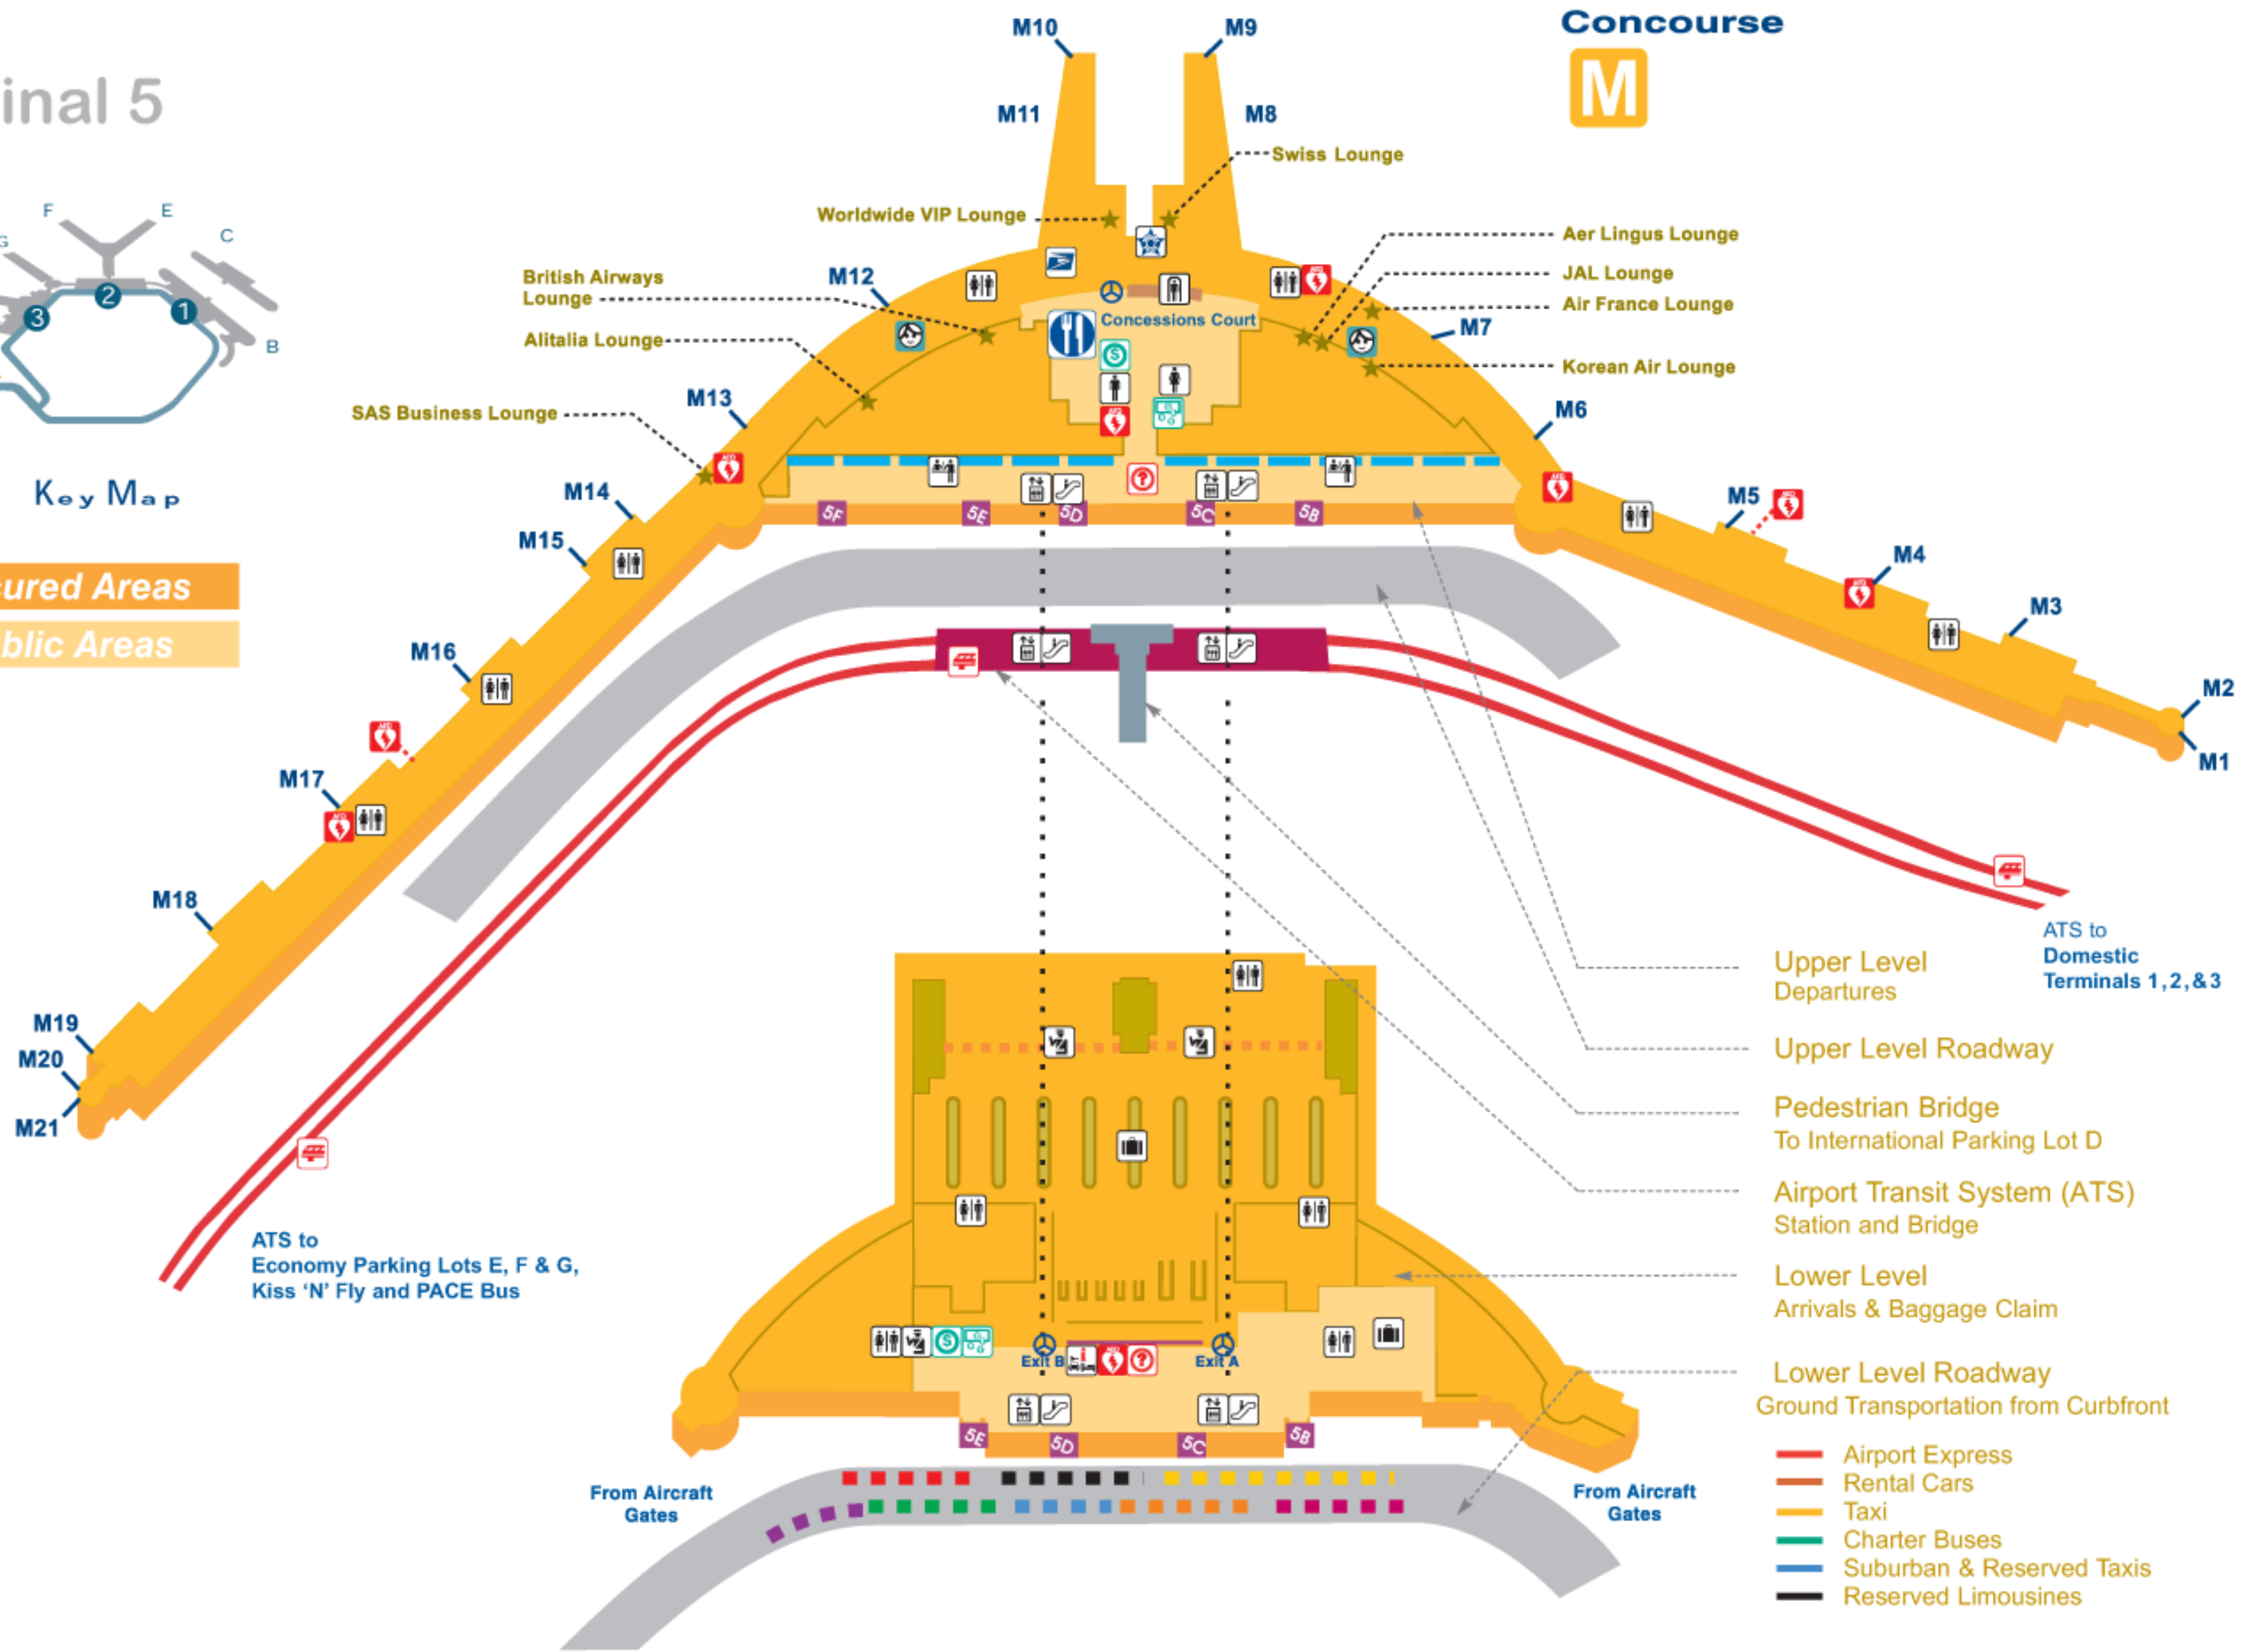 Concourse
M
inal 5
M10
M9
M11
M8
Swiss Lounge
Worldwide VIP Lounge
Aer Lingus Lounge
JAL Lounge
Air France Lounge
Korean Air Lounge
British Airways
Lounge
Alitalia Lounge
SAS Business Lounge
M12
M7
M13
M6
Concessions Court
F
E
G
C
B
3
2
1
Key Map
sured Areas
blic Areas
M14
M15
M16
M17
M18
M19
M20
M21
M5
M4
M3
M2
M1
5F
5E
5D
5C
5B
ATS to
Domestic
Terminals 1,2,&3
ATS to
Economy Parking Lots E, F & G,
Kiss ‘N’ Fly and PACE Bus
Upper Level
Departures
Upper Level Roadway
Pedestrian Bridge
To International Parking Lot D
Airport Transit System (ATS)
Station and Bridge
Lower Level
Arrivals & Baggage Claim
Lower Level Roadway
Ground Transportation from Curbfront
Exit B
Exit A
5E
5D
5C
5B
From Aircraft
Gates
From Aircraft
Gates
Airport Express
Rental Cars
Taxi
Charter Buses
Suburban & Reserved Taxis
Reserved Limousines